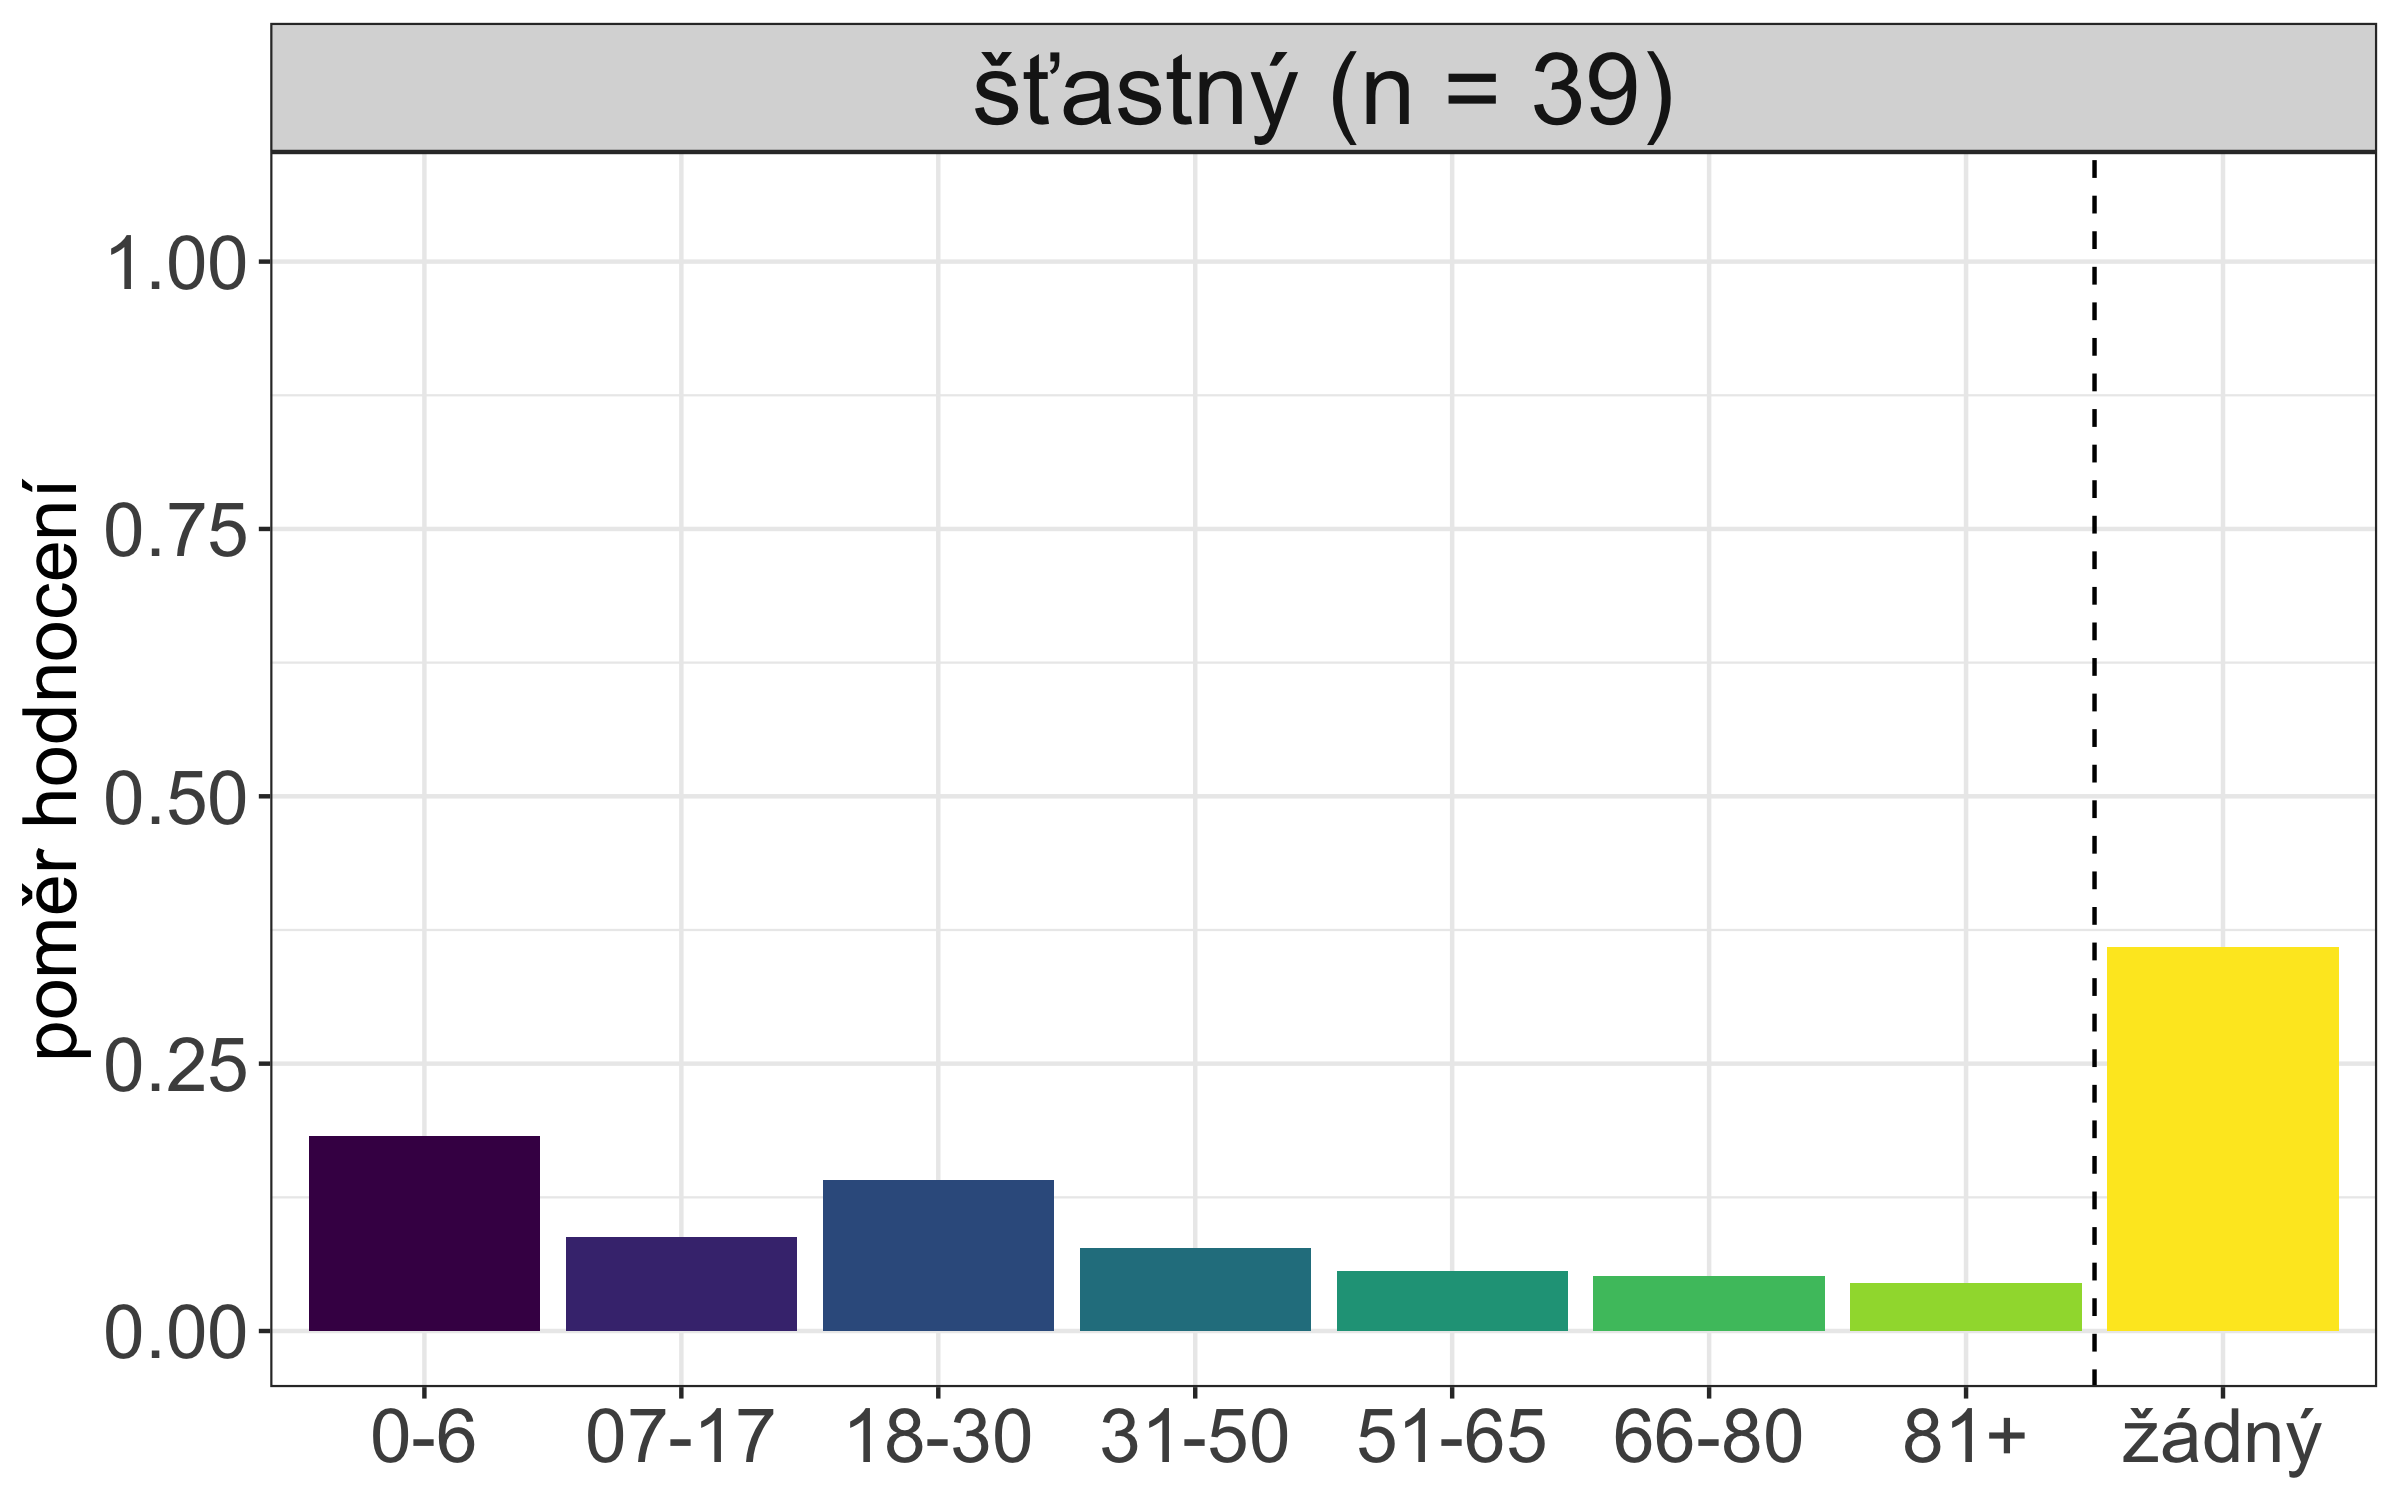 šťastný (n = 39)
poměr hodnocení
1.00
0.75
0.50
0.25
0.00
0-6 07-17 18-30 31-50 51-65 66-80 81+ žádný